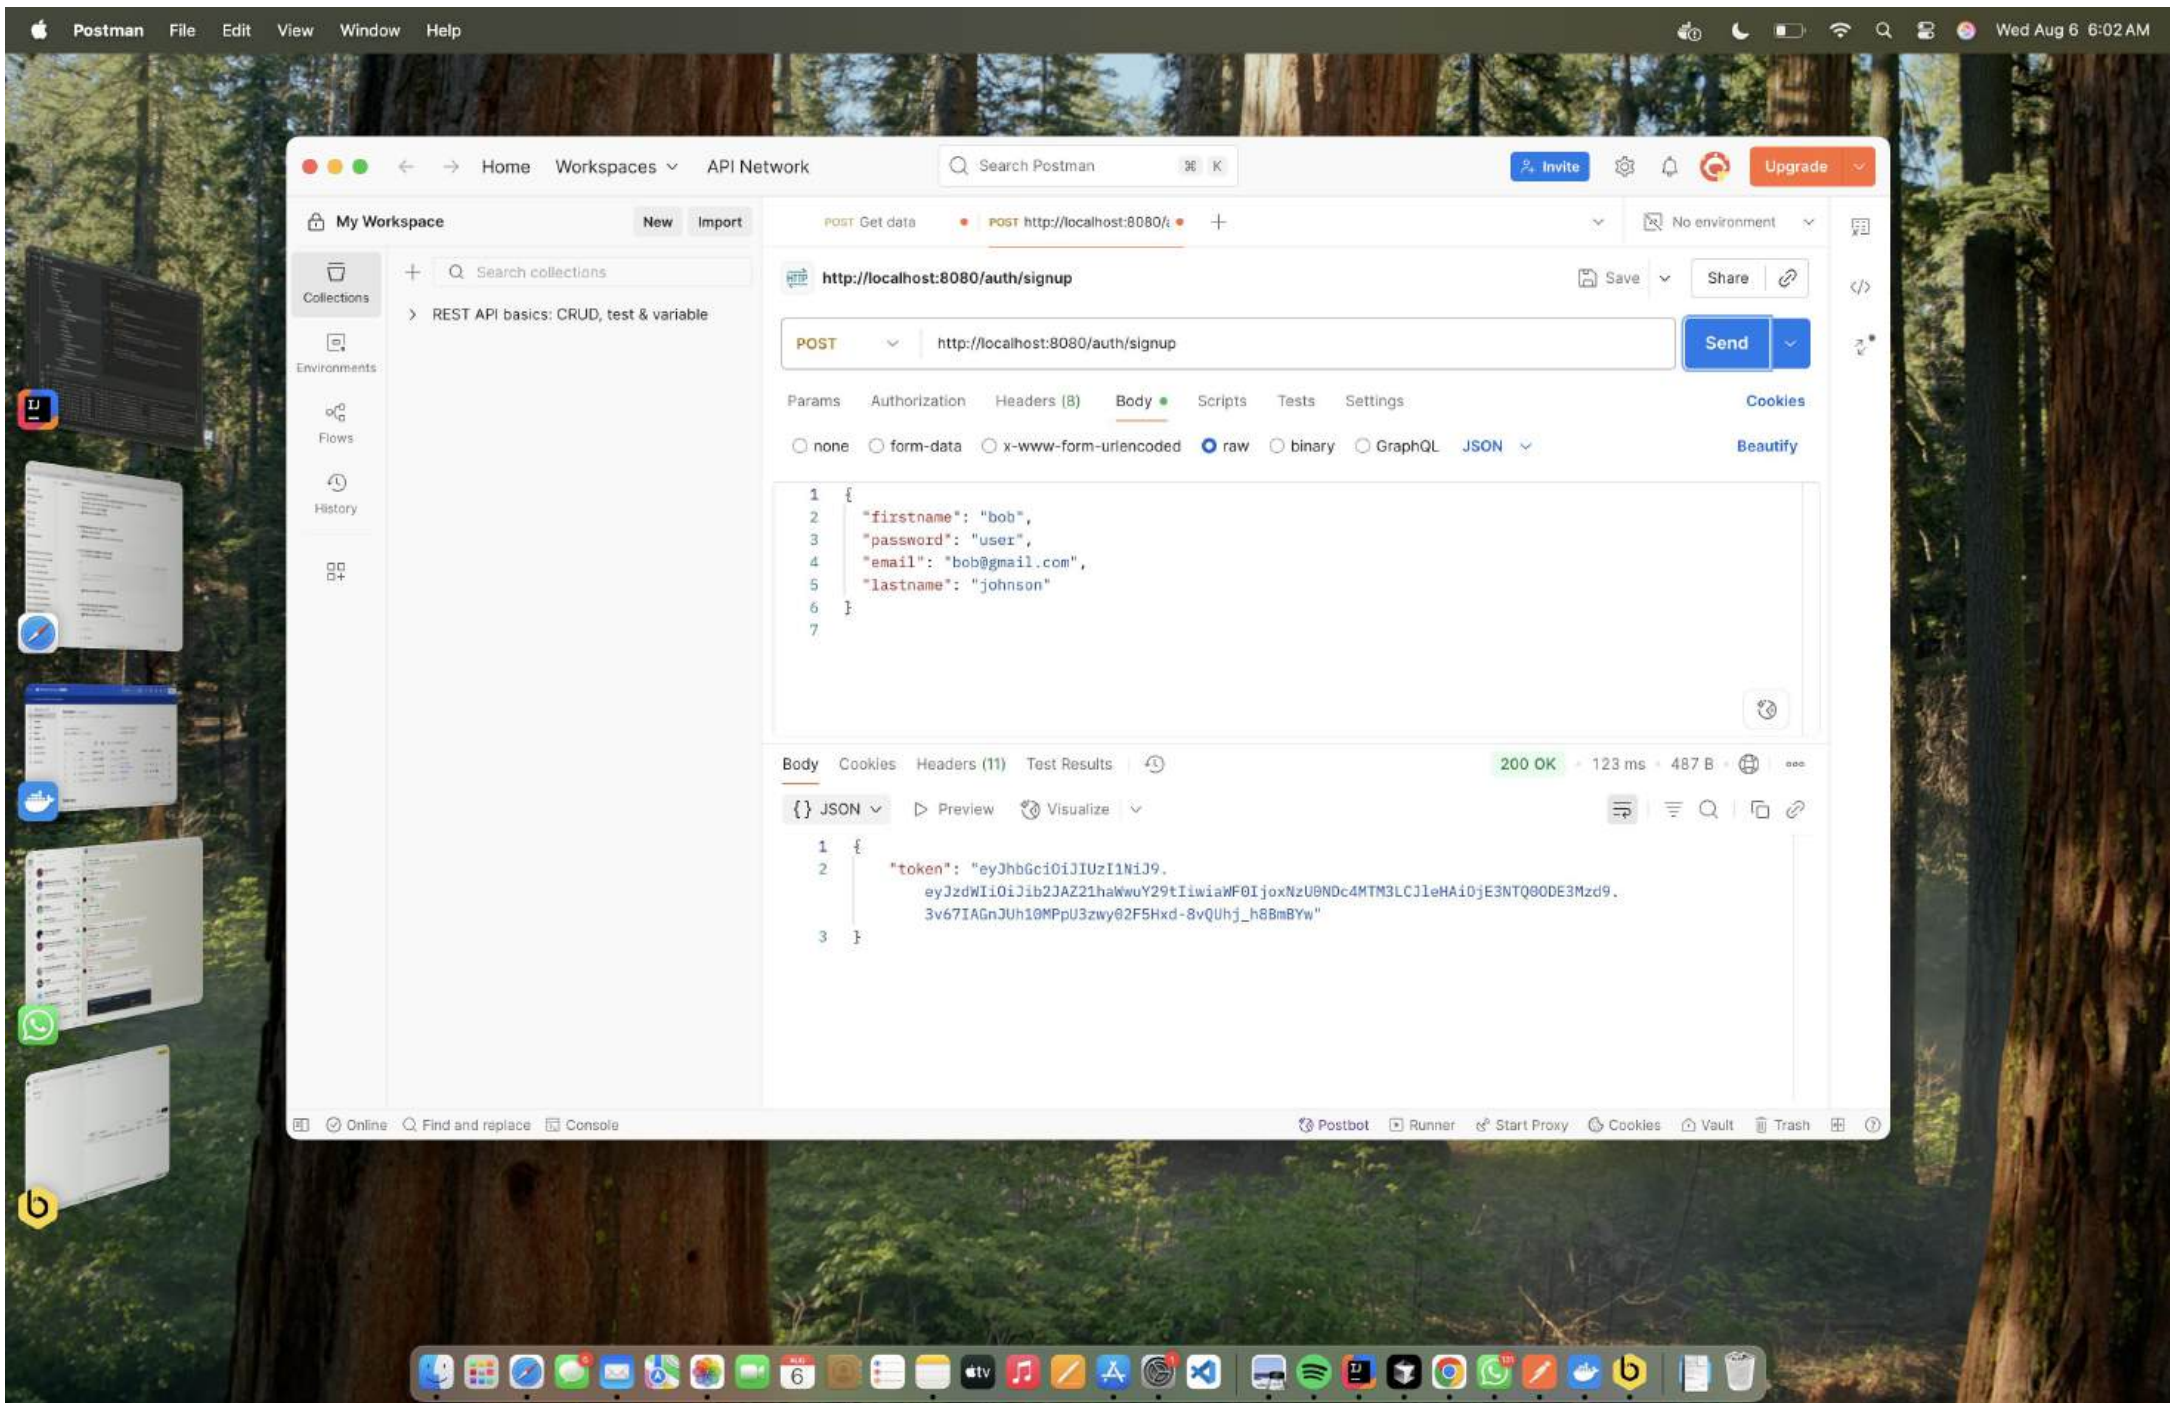 Postman File Edit View Window Help
Wed Aug 6 6:02 AM
Home Workspaces API Network
Search Postman ⌘ K
Invite
Upgrade
My Workspace
New Import
POST Get data
POST http://localhost:8080/a
No environment
Collections
Search collections
REST API basics: CRUD, test & variable
Environments
Flows
History
HTTP http://localhost:8080/auth/signup
Save
Share
POST http://localhost:8080/auth/signup
Send
Params Authorization Headers (8) Body Scripts Tests Settings
Cookies
none form-data x-www-form-urlencoded raw binary GraphQL JSON
Beautify
1 {
2 "firstname": "bob",
3 "password": "user",
4 "email": "bob@gmail.com",
5 "lastname": "johnson"
6 }
7
Body Cookies Headers (11) Test Results
200 OK 123 ms 487 B
{} JSON Preview Visualize
1 {
2 "token": "eyJhbGciOiJIUzI1NiJ9.
eyJzdWIiOiJib2JAZ21haWwuY29tIiwiaWF0IjoxNzU0NDc4MTM3LCJleHAiOjE3NTQ0ODE3Mzd9.
3v67IAGnJUh10MPpU3zwy02F5Hxd-8vQUhj_h8BmBYw"
3 }
Online Find and replace Console
Postbot Runner Start Proxy Cookies Vault Trash
AUG
6
tv
IJ